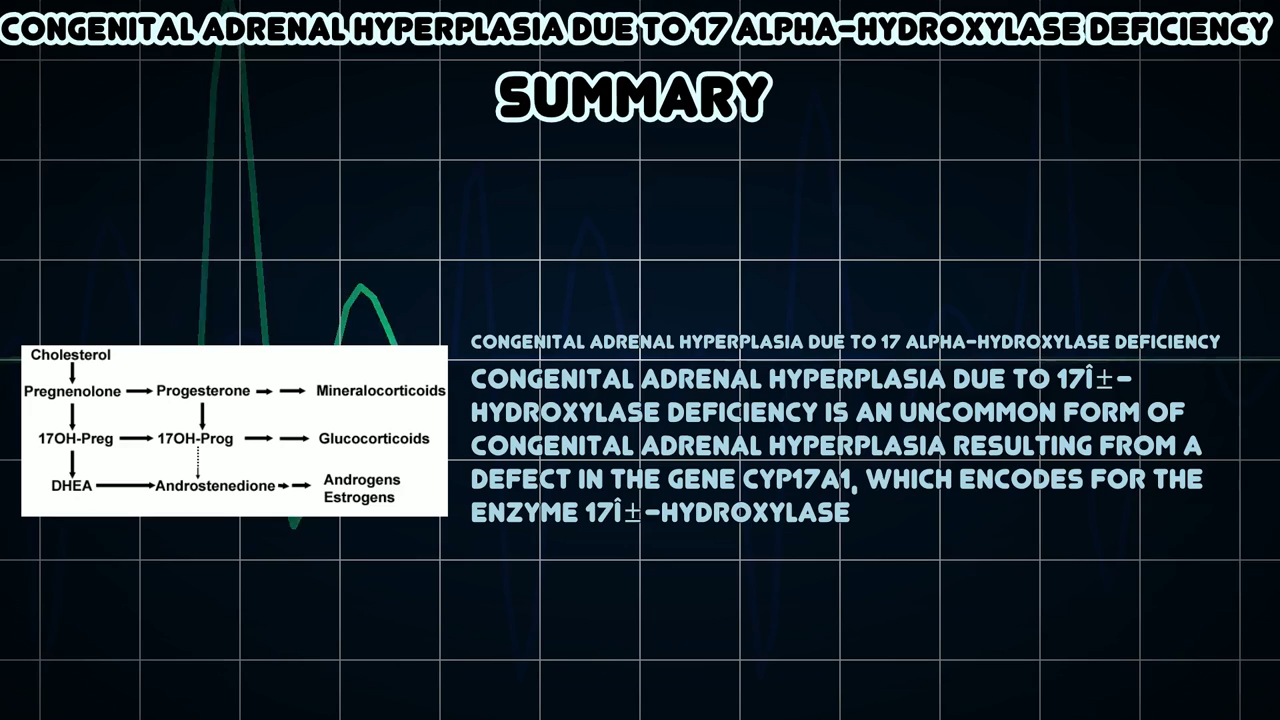 CONGENITAL ADRENAL HYPERPLASIA DUE TO 17 ALPHA-HYDROXYLASE DEFICIENCY
SUMMARY
Cholesterol
Pregnenolone Progesterone Mineralocorticoids
17OH-Preg 17OH-Prog Glucocorticoids
DHEA Androstenedione Androgens
Estrogens
CONGENITAL ADRENAL HYPERPLASIA DUE TO 17 ALPHA-HYDROXYLASE DEFICIENCY
CONGENITAL ADRENAL HYPERPLASIA DUE TO 17Î±-
HYDROXYLASE DEFICIENCY IS AN UNCOMMON FORM OF
CONGENITAL ADRENAL HYPERPLASIA RESULTING FROM A
DEFECT IN THE GENE CYP17A1, WHICH ENCODES FOR THE
ENZYME 17Î±-HYDROXYLASE